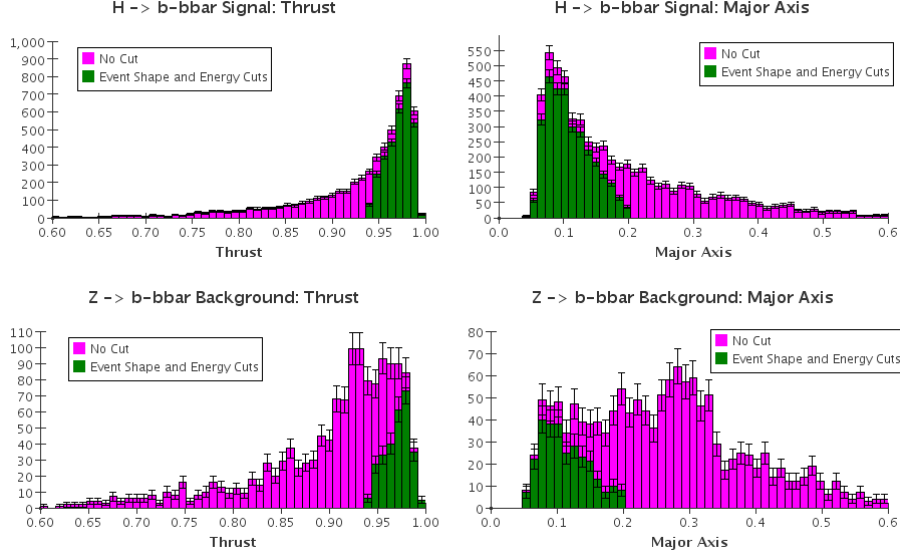 H -> b-bbar Signal: Thrust
1,000
900
800
700
600
500
400
300
200
100
0
No Cut
Event Shape and Energy Cuts
0.60 0.65 0.70 0.75 0.80 0.85 0.90 0.95 1.00
Thrust
H -> b-bbar Signal: Major Axis
550
500
450
400
350
300
250
200
150
100
50
0
No Cut
Event Shape and Energy Cuts
0.0 0.1 0.2 0.3 0.4 0.5 0.6
Major Axis
Z -> b-bbar Background: Thrust
110
100
90
80
70
60
50
40
30
20
10
0
No Cut
Event Shape and Energy Cuts
0.60 0.65 0.70 0.75 0.80 0.85 0.90 0.95 1.00
Thrust
Z -> b-bbar Background: Major Axis
80
70
60
50
40
30
20
10
0
No Cut
Event Shape and Energy Cuts
0.0 0.1 0.2 0.3 0.4 0.5 0.6
Major Axis